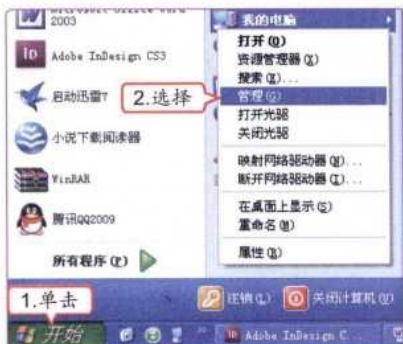 Microsoft Office Word
2003
Adobe InDesign CS3
启动迅雷7
小说下载阅读器
WinRAR
腾讯QQ2009
所有程序(P)
我的电脑
打开(O)
资源管理器(X)
搜索(E)...
管理(G)
打开光驱
关闭光驱
映射网络驱动器(N)...
断开网络驱动器(I)...
在桌面上显示(S)
重命名(M)
属性(R)
2.选择
1.单击
注销(L)
关闭计算机(U)
开始
Adobe InDesign C...